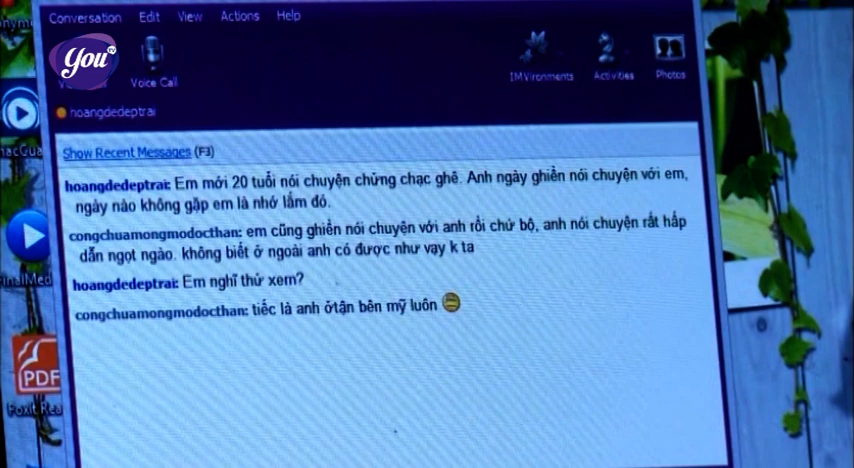 Conversation Edit View Actions Help
You TV
Voice Call
IMVironments Activities Photos
hoangdedeptrai
Show Recent Messages (F3)
hoangdedeptrai: Em mới 20 tuổi nói chuyện chửng chạc ghê. Anh ngày ghiền nói chuyện với em,
ngày nào không gặp em là nhớ lắm đó.
congchuamongmodocthan: em cũng ghiền nói chuyện với anh rồi chứ bộ, anh nói chuyện rất hấp
dẫn ngọt ngào. không biết ở ngoài anh có được như vạy k ta
hoangdedeptrai: Em nghĩ thử xem?
congchuamongmodocthan: tiếc là anh ởtận bên mỹ luôn
PDF